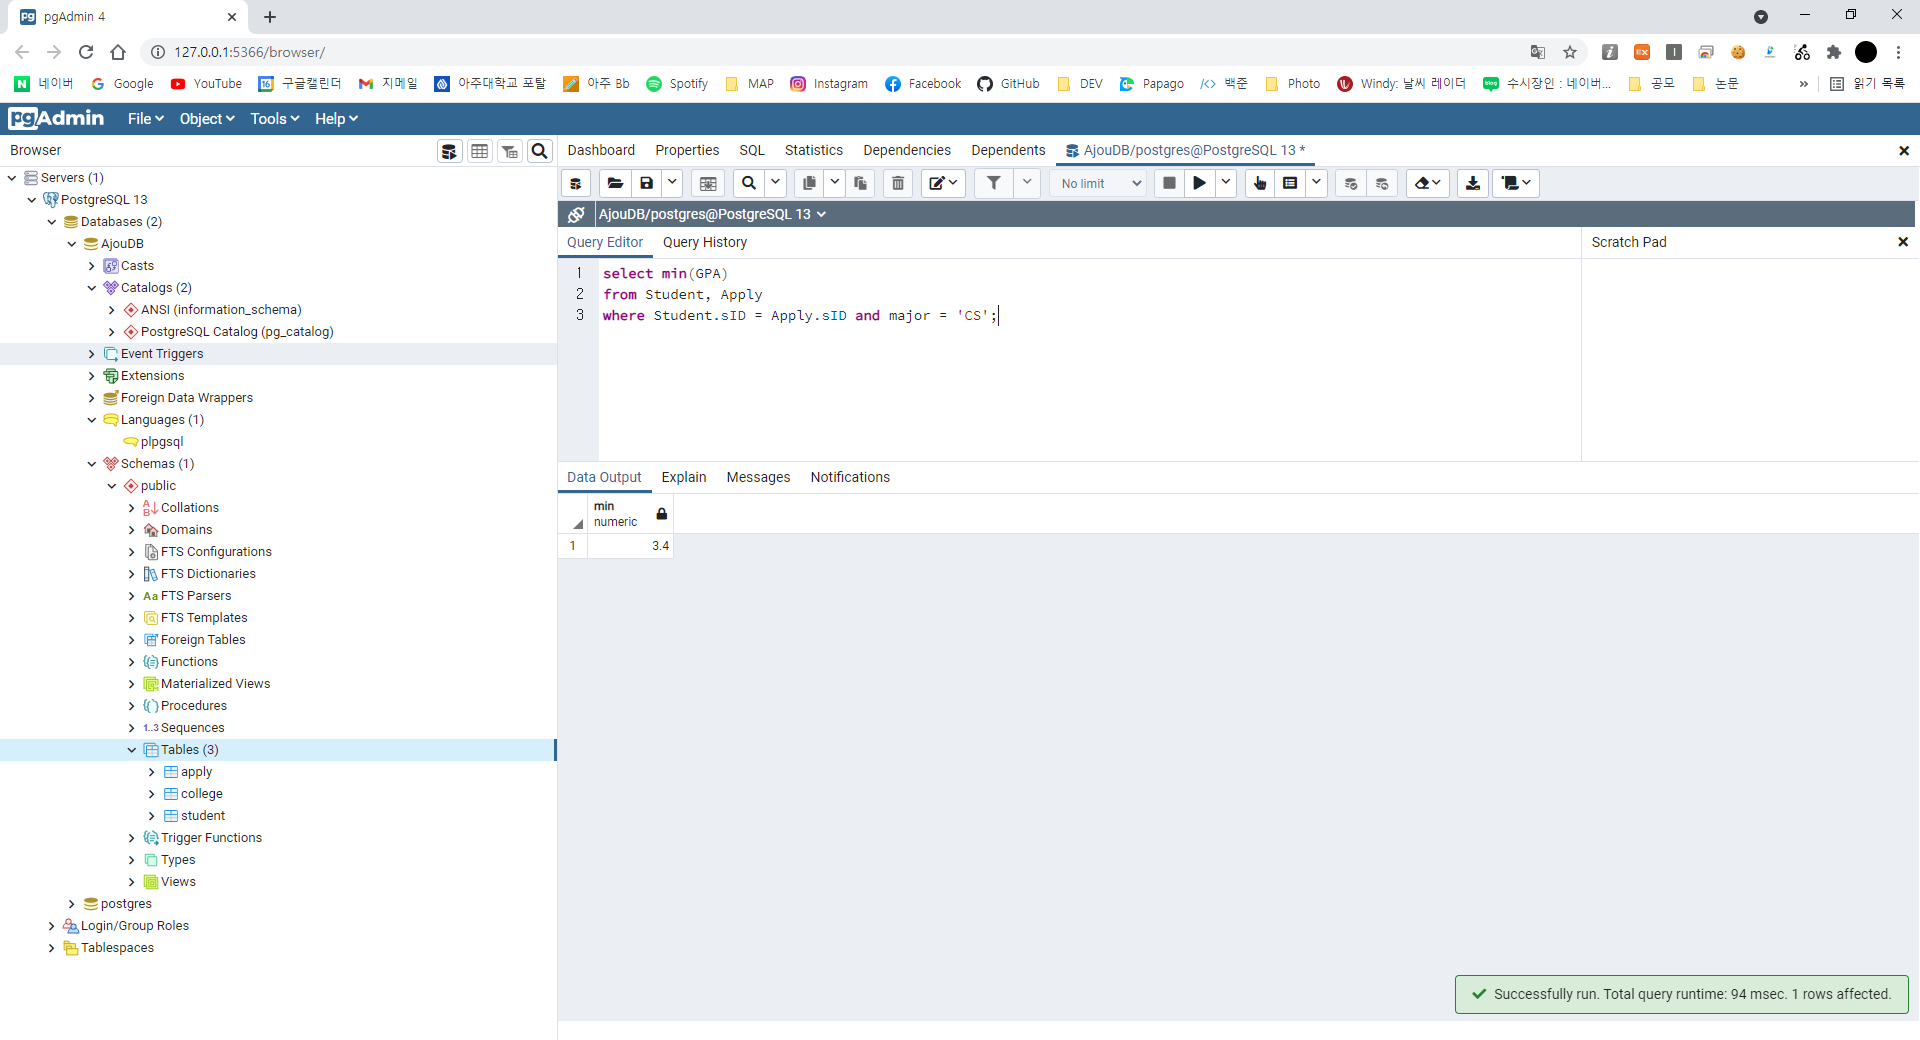 pgAdmin 4
127.0.0.1:5366/browser/
네이버 Google YouTube 구글캘린더 지메일 아주대학교 포탈 아주 Bb Spotify MAP Instagram Facebook GitHub DEV Papago 백준 Photo Windy: 날씨 레이더 수시장인 : 네이버... 공모 논문 » 읽기 목록
pgAdmin File Object Tools Help
Browser
Servers (1)
PostgreSQL 13
Databases (2)
AjouDB
Casts
Catalogs (2)
ANSI (information_schema)
PostgreSQL Catalog (pg_catalog)
Event Triggers
Extensions
Foreign Data Wrappers
Languages (1)
plpgsql
Schemas (1)
public
Collations
Domains
FTS Configurations
FTS Dictionaries
FTS Parsers
FTS Templates
Foreign Tables
Functions
Materialized Views
Procedures
1..3 Sequences
Tables (3)
apply
college
student
Trigger Functions
Types
Views
postgres
Login/Group Roles
Tablespaces
Dashboard Properties SQL Statistics Dependencies Dependents AjouDB/postgres@PostgreSQL 13 *
No limit
AjouDB/postgres@PostgreSQL 13
Query Editor Query History
Scratch Pad
1 select min(GPA)
2 from Student, Apply
3 where Student.sID = Apply.sID and major = 'CS';
Data Output Explain Messages Notifications
min
numeric
1 3.4
Successfully run. Total query runtime: 94 msec. 1 rows affected.